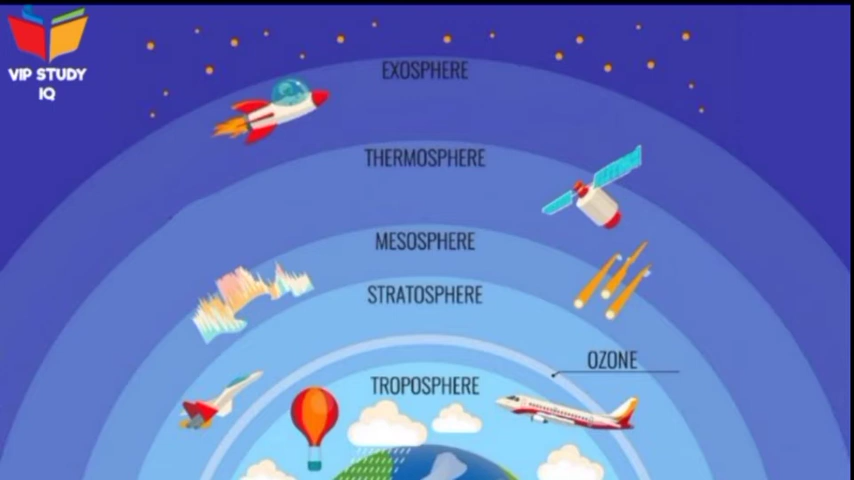 VIP STUDY
IQ
EXOSPHERE
THERMOSPHERE
MESOSPHERE
STRATOSPHERE
OZONE
TROPOSPHERE